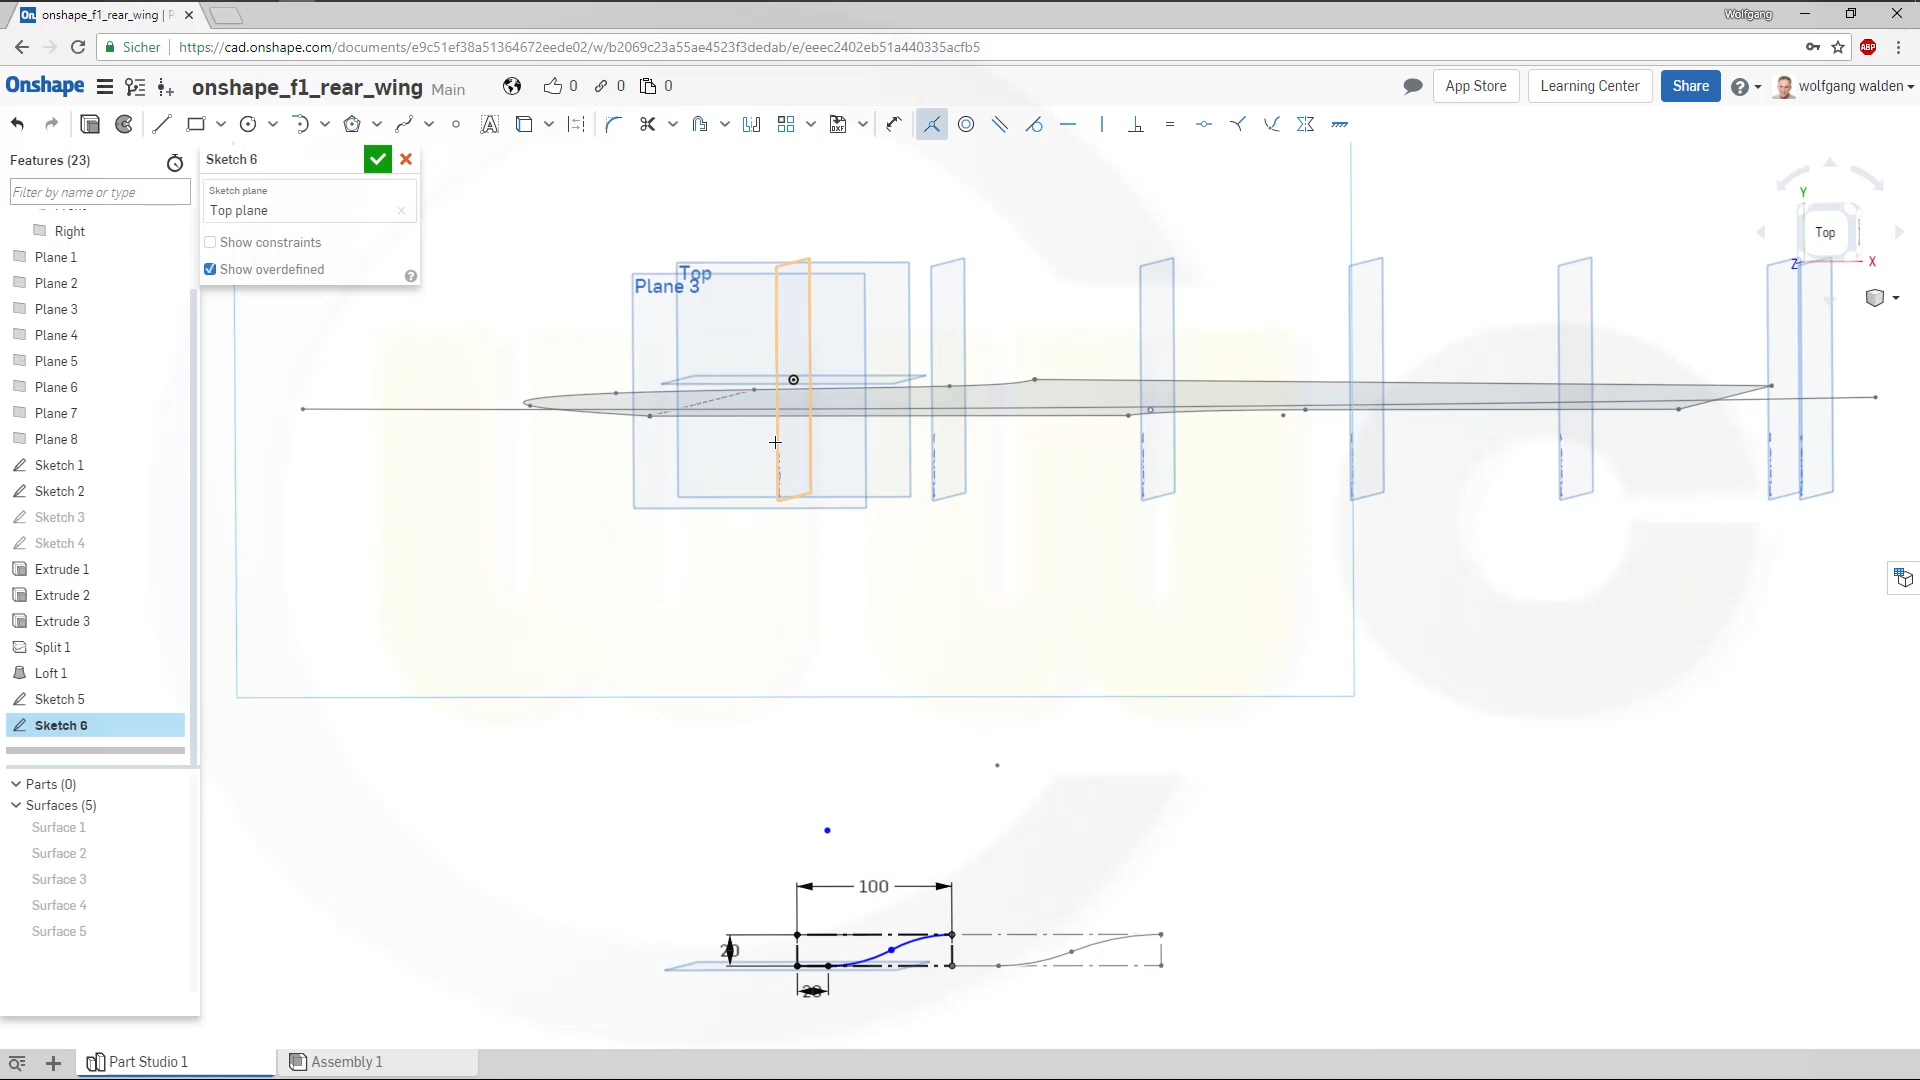 onshape_f1_rear_wing | P
Wolfgang
Sicher
https://cad.onshape.com/documents/e9c51ef38a51364672eede02/w/b2069c23a55ae4523f3dedab/e/eeec2402eb51a440335acfb5
ABP
Onshape
onshape_f1_rear_wing Main
0
0
0
App Store
Learning Center
Share
wolfgang walden
Features (23)
Filter by name or type
Right
Plane 1
Plane 2
Plane 3
Plane 4
Plane 5
Plane 6
Plane 7
Plane 8
Sketch 1
Sketch 2
Sketch 3
Sketch 4
Extrude 1
Extrude 2
Extrude 3
Split 1
Loft 1
Sketch 5
Sketch 6
Parts (0)
Surfaces (5)
Surface 1
Surface 2
Surface 3
Surface 4
Surface 5
Sketch 6
Sketch plane
Top plane
Show constraints
Show overdefined
Top
Plane 3
Y
Top
Z
X
100
20
Part Studio 1
Assembly 1